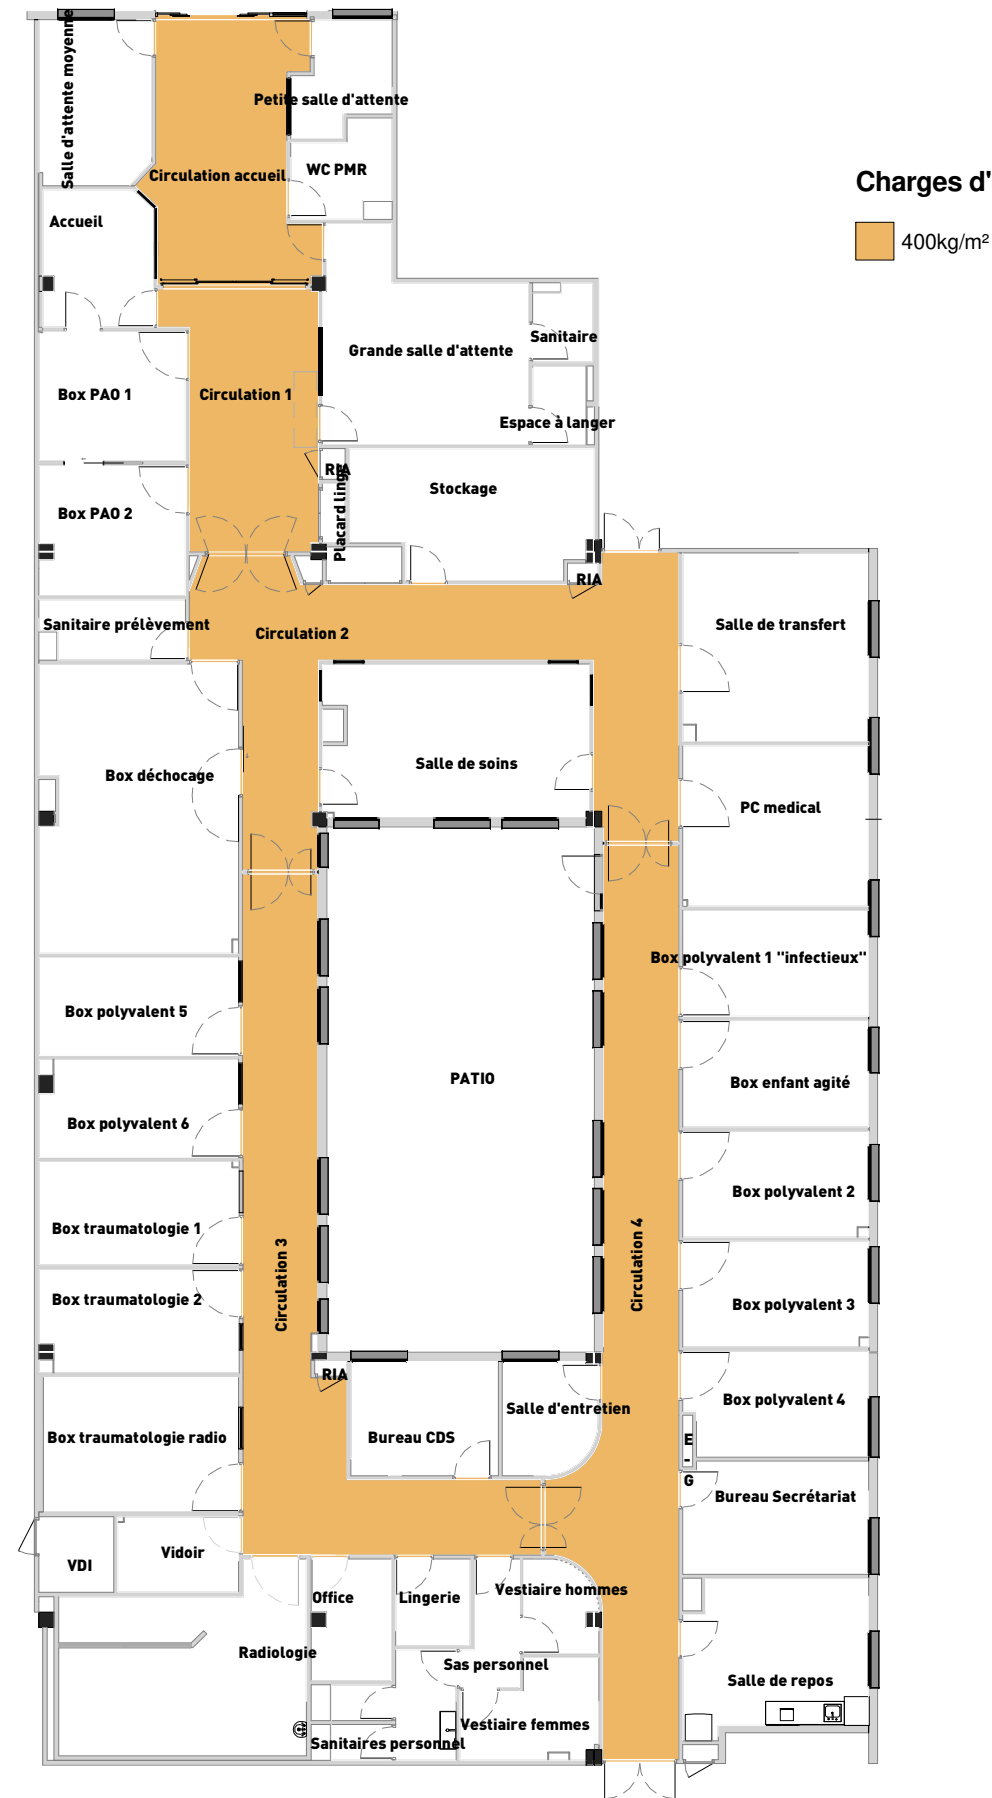 Salle d'attente moyenne
Petite salle d'attente
Circulation accueil
WC PMR
Charges d'
Accueil
400kg/m²
Sanitaire
Grande salle d'attente
Box PAO 1
Circulation 1
Espace à langer
RIA
Stockage
Placard linge
Box PAO 2
RIA
Sanitaire prélèvement
Circulation 2
Salle de transfert
Salle de soins
Box déchocage
PC medical
Box polyvalent 1 "infectieux"
Box polyvalent 5
PATIO
Box enfant agité
Box polyvalent 6
Box polyvalent 2
Box traumatologie 1
Circulation 3
Circulation 4
Box traumatologie 2
Box polyvalent 3
RIA
Salle d'entretien
Box polyvalent 4
Box traumatologie radio
Bureau CDS
E
-
G
Bureau Secrétariat
VDI
Vidoir
Office
Lingerie
Vestiaire hommes
Radiologie
Sas personnel
Salle de repos
Vestiaire femmes
Sanitaires personnel